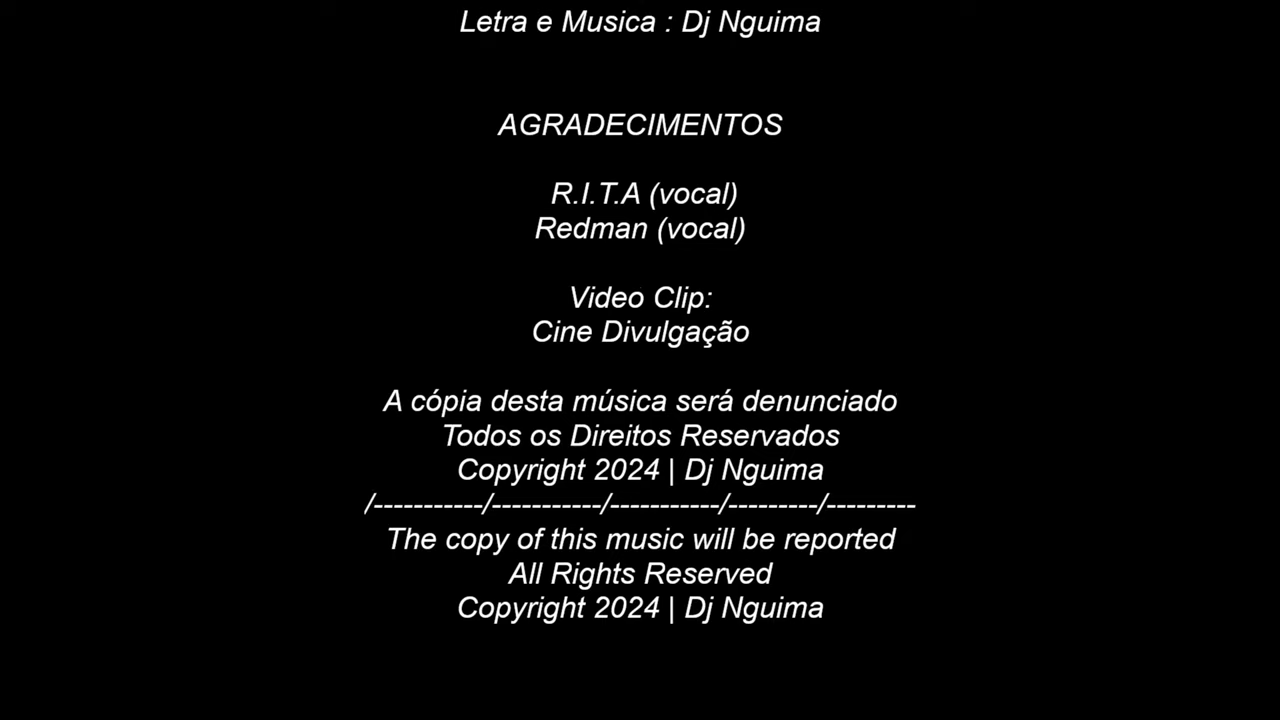 Letra e Musica : Dj Nguima
AGRADECIMENTOS
R.I.T.A (vocal)
Redman (vocal)
Video Clip:
Cine Divulgação
A cópia desta música será denunciado
Todos os Direitos Reservados
Copyright 2024 | Dj Nguima
/-----------/-----------/-----------/---------/---------
The copy of this music will be reported
All Rights Reserved
Copyright 2024 | Dj Nguima